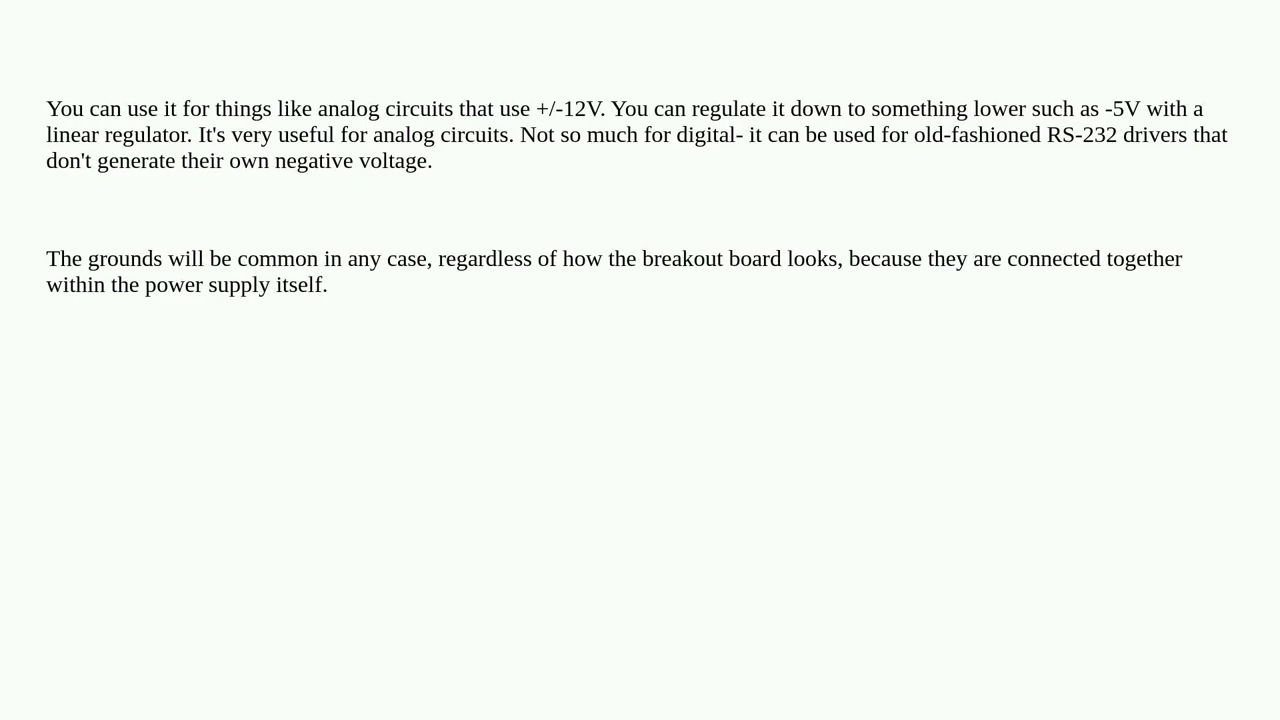 You can use it for things like analog circuits that use +/-12V. You can regulate it down to something lower such as -5V with a
linear regulator. It's very useful for analog circuits. Not so much for digital- it can be used for old-fashioned RS-232 drivers that
don't generate their own negative voltage.
The grounds will be common in any case, regardless of how the breakout board looks, because they are connected together
within the power supply itself.